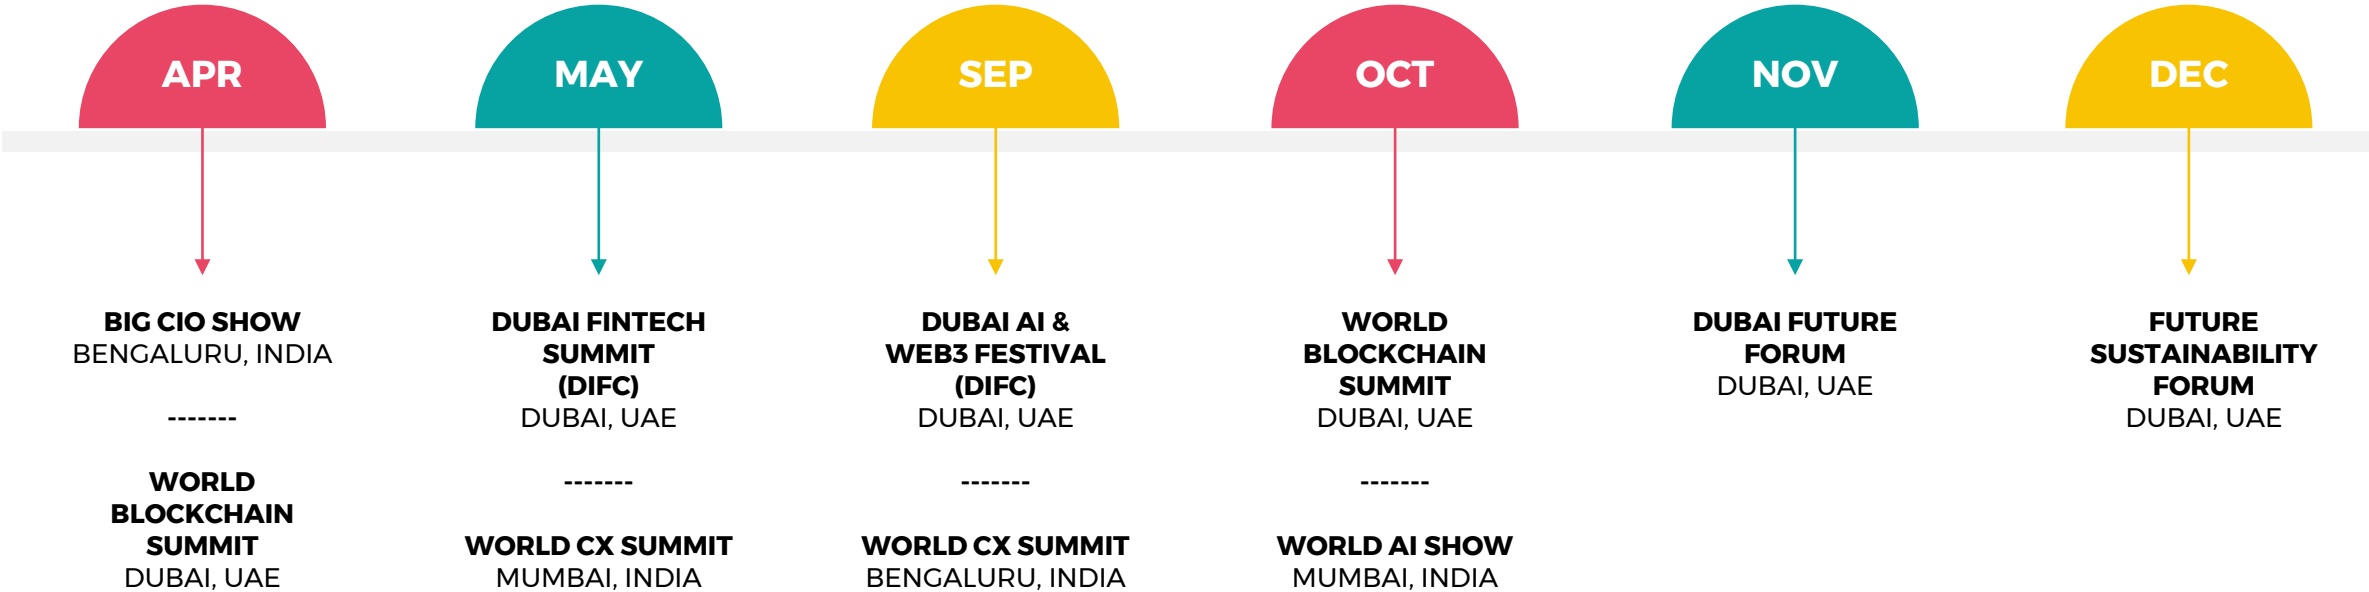 APR
BIG CIO SHOW
BENGALURU, INDIA
-------
WORLD
BLOCKCHAIN
SUMMIT
DUBAI, UAE
MAY
DUBAI FINTECH
SUMMIT
(DIFC)
DUBAI, UAE
-------
WORLD CX SUMMIT
MUMBAI, INDIA
SEP
DUBAI AI &
WEB3 FESTIVAL
(DIFC)
DUBAI, UAE
-------
WORLD CX SUMMIT
BENGALURU, INDIA
OCT
WORLD
BLOCKCHAIN
SUMMIT
DUBAI, UAE
-------
WORLD AI SHOW
MUMBAI, INDIA
NOV
DUBAI FUTURE
FORUM
DUBAI, UAE
DEC
FUTURE
SUSTAINABILITY
FORUM
DUBAI, UAE